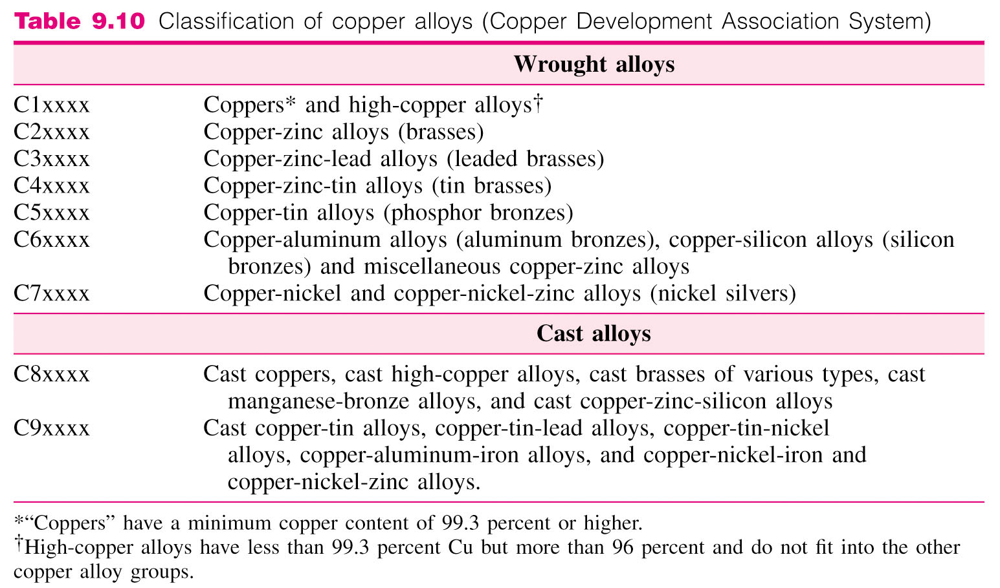 Table 9.10 Classification of copper alloys (Copper Development Association System)
Wrought alloys
C1xxxx Coppers* and high-copper alloys†
C2xxxx Copper-zinc alloys (brasses)
C3xxxx Copper-zinc-lead alloys (leaded brasses)
C4xxxx Copper-zinc-tin alloys (tin brasses)
C5xxxx Copper-tin alloys (phosphor bronzes)
C6xxxx Copper-aluminum alloys (aluminum bronzes), copper-silicon alloys (silicon
bronzes) and miscellaneous copper-zinc alloys
C7xxxx Copper-nickel and copper-nickel-zinc alloys (nickel silvers)
Cast alloys
C8xxxx Cast coppers, cast high-copper alloys, cast brasses of various types, cast
manganese-bronze alloys, and cast copper-zinc-silicon alloys
C9xxxx Cast copper-tin alloys, copper-tin-lead alloys, copper-tin-nickel
alloys, copper-aluminum-iron alloys, and copper-nickel-iron and
copper-nickel-zinc alloys.
*“Coppers” have a minimum copper content of 99.3 percent or higher.
†High-copper alloys have less than 99.3 percent Cu but more than 96 percent and do not fit into the other
copper alloy groups.